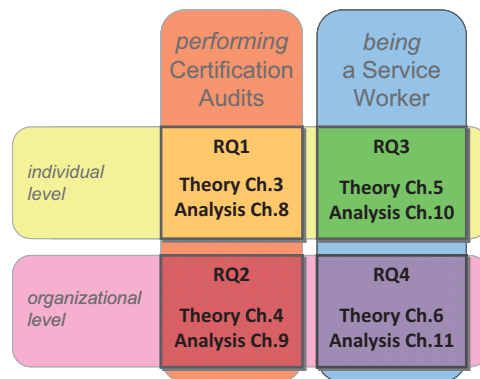 performing
Certification
Audits
being
a Service
Worker
individual
level
RQ1
Theory Ch.3
Analysis Ch.8
RQ3
Theory Ch.5
Analysis Ch.10
organizational
level
RQ2
Theory Ch.4
Analysis Ch.9
RQ4
Theory Ch.6
Analysis Ch.11